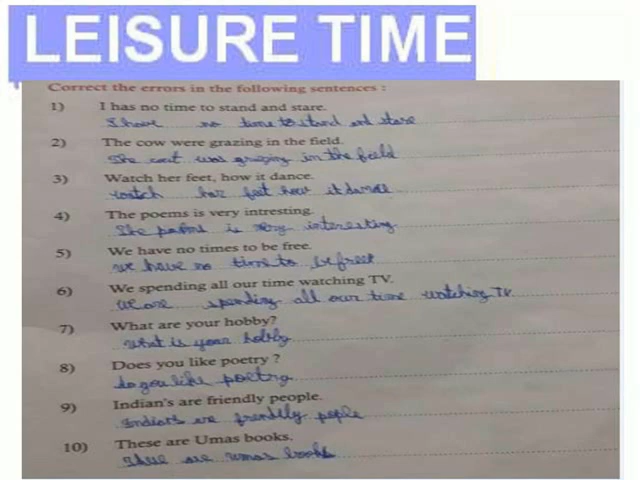 LEISURE TIME
Correct the errors in the following sentences :
1) I has no time to stand and stare.
I have no time to stand and stare
2) The cow were grazing in the field.
The cow was grazing in the field
3) Watch her feet, how it dance.
watch her feet how it dance
4) The poems is very intresting.
The poems is very interesting
5) We have no times to be free.
we have no time to be free
6) We spending all our time watching TV.
We are spending all our time watching TV
7) What are your hobby?
What is your hobby
8) Does you like poetry ?
do you like poetry
9) Indian's are friendly people.
10) These are Umas books.
are umas books